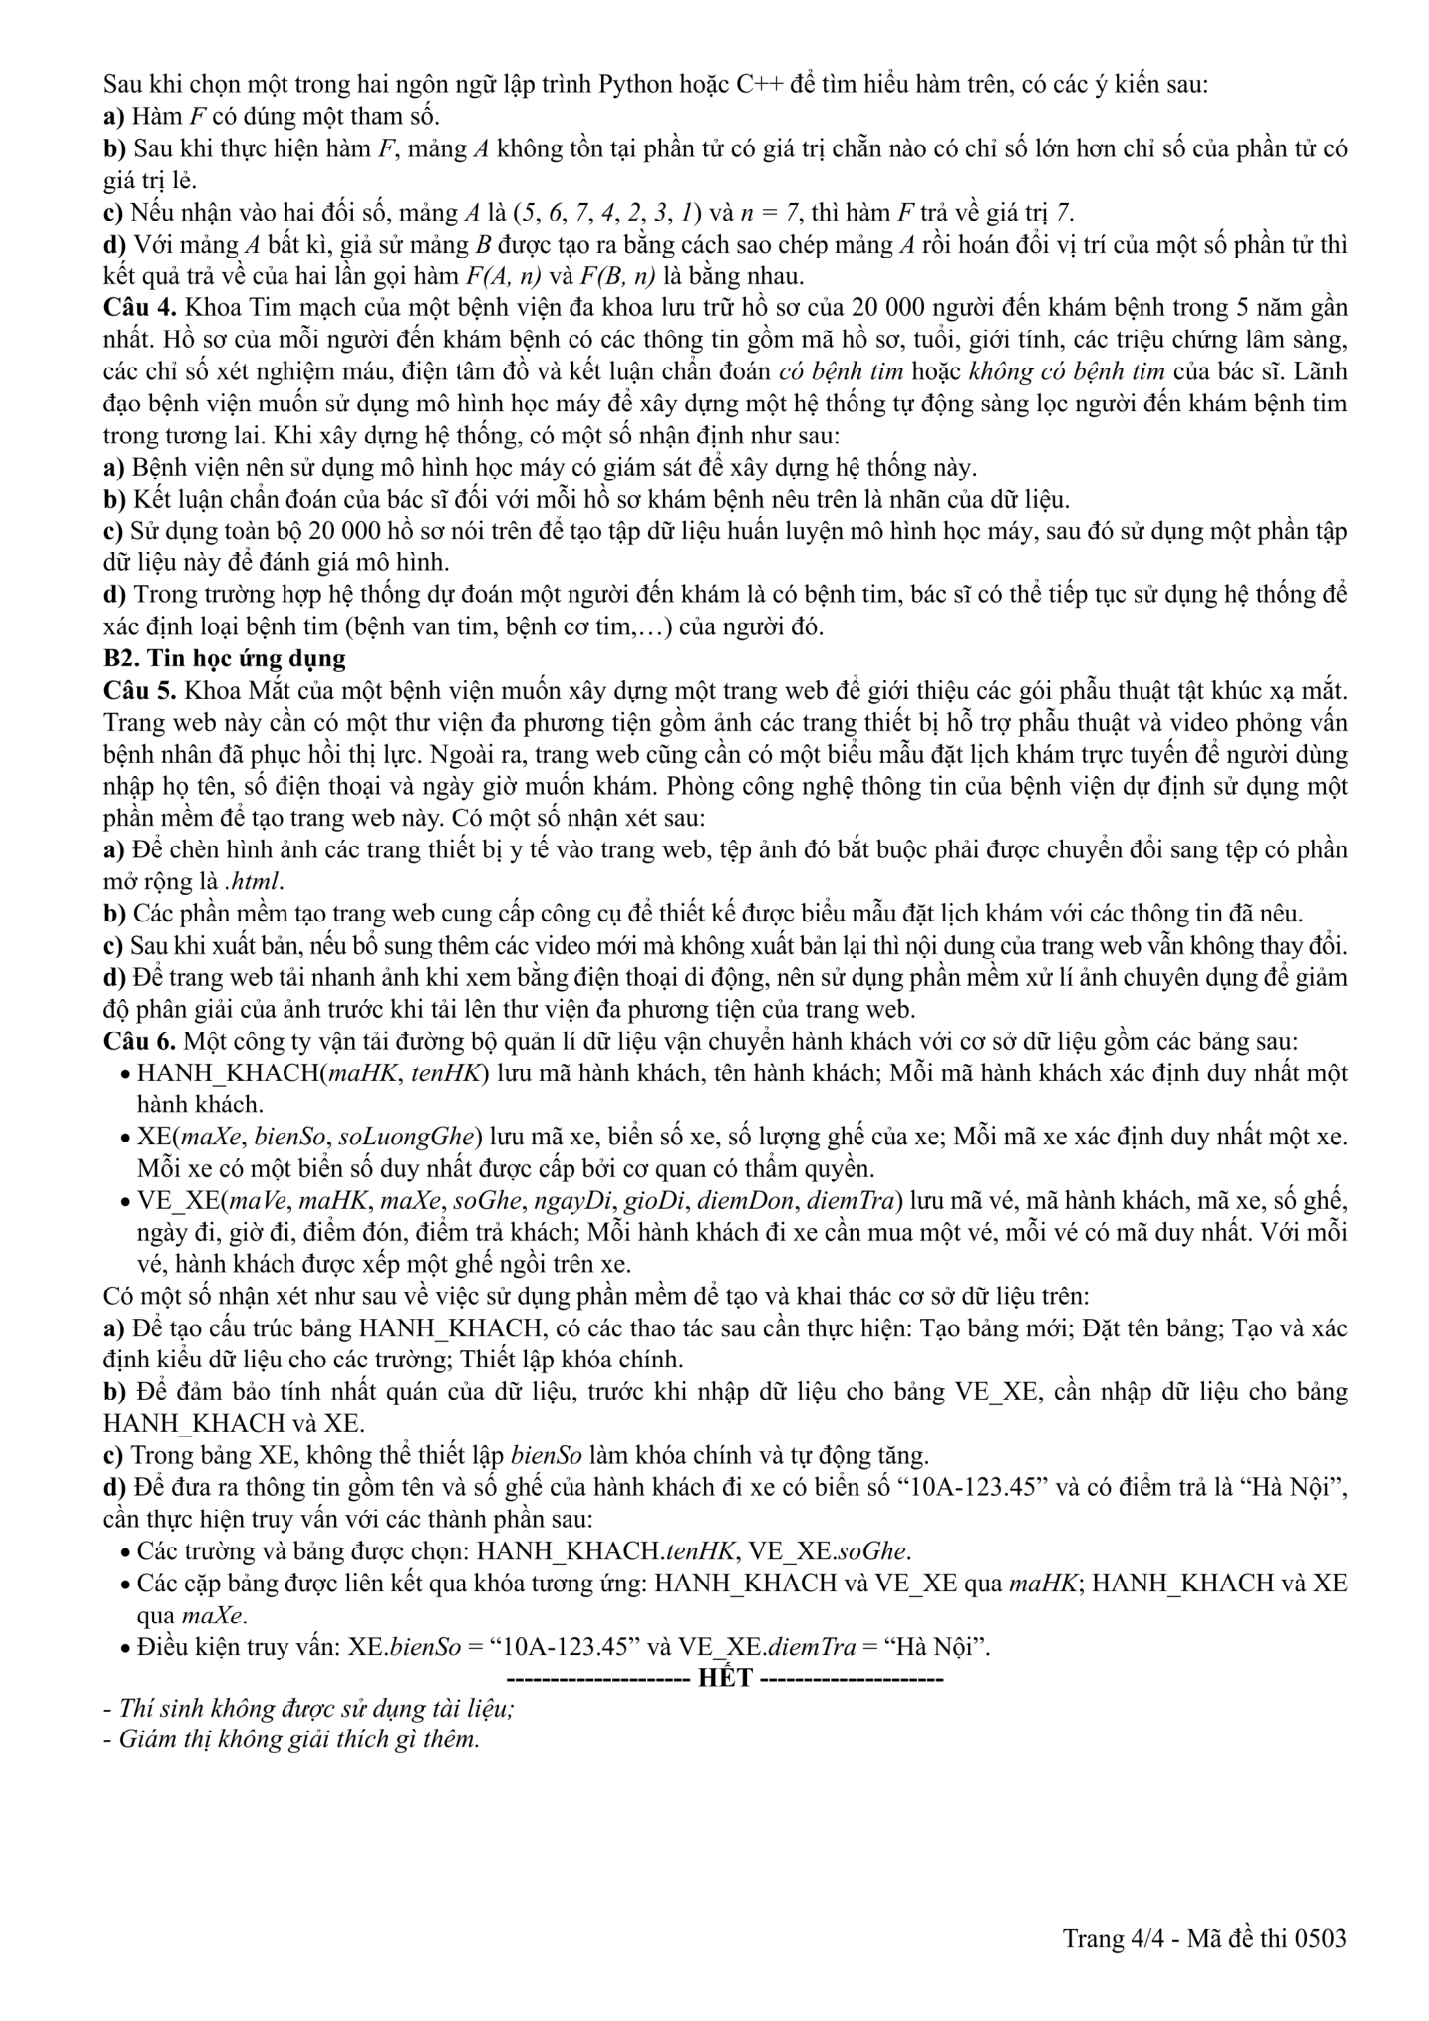 Sau khi chọn một trong hai ngôn ngữ lập trình Python hoặc C++ để tìm hiểu hàm trên, có các ý kiến sau:
a) Hàm F có đúng một tham số.
b) Sau khi thực hiện hàm F, mảng A không tồn tại phần tử có giá trị chẵn nào có chỉ số lớn hơn chỉ số của phần tử có
giá trị lẻ.
c) Nếu nhận vào hai đối số, mảng A là (5, 6, 7, 4, 2, 3, 1) và n = 7, thì hàm F trả về giá trị 7.
d) Với mảng A bất kì, giả sử mảng B được tạo ra bằng cách sao chép mảng A rồi hoán đổi vị trí của một số phần tử thì
kết quả trả về của hai lần gọi hàm F(A, n) và F(B, n) là bằng nhau.
Câu 4. Khoa Tim mạch của một bệnh viện đa khoa lưu trữ hồ sơ của 20 000 người đến khám bệnh trong 5 năm gần
nhất. Hồ sơ của mỗi người đến khám bệnh có các thông tin gồm mã hồ sơ, tuổi, giới tính, các triệu chứng lâm sàng,
các chỉ số xét nghiệm máu, điện tâm đồ và kết luận chẩn đoán có bệnh tim hoặc không có bệnh tim của bác sĩ. Lãnh
đạo bệnh viện muốn sử dụng mô hình học máy để xây dựng một hệ thống tự động sàng lọc người đến khám bệnh tim
trong tương lai. Khi xây dựng hệ thống, có một số nhận định như sau:
a) Bệnh viện nên sử dụng mô hình học máy có giám sát để xây dựng hệ thống này.
b) Kết luận chẩn đoán của bác sĩ đối với mỗi hồ sơ khám bệnh nêu trên là nhãn của dữ liệu.
c) Sử dụng toàn bộ 20 000 hồ sơ nói trên để tạo tập dữ liệu huấn luyện mô hình học máy, sau đó sử dụng một phần tập
dữ liệu này để đánh giá mô hình.
d) Trong trường hợp hệ thống dự đoán một người đến khám là có bệnh tim, bác sĩ có thể tiếp tục sử dụng hệ thống để
xác định loại bệnh tim (bệnh van tim, bệnh cơ tim,…) của người đó.
B2. Tin học ứng dụng
Câu 5. Khoa Mắt của một bệnh viện muốn xây dựng một trang web để giới thiệu các gói phẫu thuật tật khúc xạ mắt.
Trang web này cần có một thư viện đa phương tiện gồm ảnh các trang thiết bị hỗ trợ phẫu thuật và video phỏng vấn
bệnh nhân đã phục hồi thị lực. Ngoài ra, trang web cũng cần có một biểu mẫu đặt lịch khám trực tuyến để người dùng
nhập họ tên, số điện thoại và ngày giờ muốn khám. Phòng công nghệ thông tin của bệnh viện dự định sử dụng một
phần mềm để tạo trang web này. Có một số nhận xét sau:
a) Để chèn hình ảnh các trang thiết bị y tế vào trang web, tệp ảnh đó bắt buộc phải được chuyển đổi sang tệp có phần
mở rộng là .html.
b) Các phần mềm tạo trang web cung cấp công cụ để thiết kế được biểu mẫu đặt lịch khám với các thông tin đã nêu.
c) Sau khi xuất bản, nếu bổ sung thêm các video mới mà không xuất bản lại thì nội dung của trang web vẫn không thay đổi.
d) Để trang web tải nhanh ảnh khi xem bằng điện thoại di động, nên sử dụng phần mềm xử lí ảnh chuyên dụng để giảm
độ phân giải của ảnh trước khi tải lên thư viện đa phương tiện của trang web.
Câu 6. Một công ty vận tải đường bộ quản lí dữ liệu vận chuyển hành khách với cơ sở dữ liệu gồm các bảng sau:
• HANH_KHACH(maHK, tenHK) lưu mã hành khách, tên hành khách; Mỗi mã hành khách xác định duy nhất một
hành khách.
• XE(maXe, bienSo, soLuongGhe) lưu mã xe, biển số xe, số lượng ghế của xe; Mỗi mã xe xác định duy nhất một xe.
Mỗi xe có một biển số duy nhất được cấp bởi cơ quan có thẩm quyền.
• VE_XE(maVe, maHK, maXe, soGhe, ngayDi, gioDi, diemDon, diemTra) lưu mã vé, mã hành khách, mã xe, số ghế,
ngày đi, giờ đi, điểm đón, điểm trả khách; Mỗi hành khách đi xe cần mua một vé, mỗi vé có mã duy nhất. Với mỗi
vé, hành khách được xếp một ghế ngồi trên xe.
Có một số nhận xét như sau về việc sử dụng phần mềm để tạo và khai thác cơ sở dữ liệu trên:
a) Để tạo cấu trúc bảng HANH_KHACH, có các thao tác sau cần thực hiện: Tạo bảng mới; Đặt tên bảng; Tạo và xác
định kiểu dữ liệu cho các trường; Thiết lập khóa chính.
b) Để đảm bảo tính nhất quán của dữ liệu, trước khi nhập dữ liệu cho bảng VE_XE, cần nhập dữ liệu cho bảng
HANH_KHACH và XE.
c) Trong bảng XE, không thể thiết lập bienSo làm khóa chính và tự động tăng.
d) Để đưa ra thông tin gồm tên và số ghế của hành khách đi xe có biển số “10A-123.45” và có điểm trả là “Hà Nội”,
cần thực hiện truy vấn với các thành phần sau:
• Các trường và bảng được chọn: HANH_KHACH.tenHK, VE_XE.soGhe.
• Các cặp bảng được liên kết qua khóa tương ứng: HANH_KHACH và VE_XE qua maHK; HANH_KHACH và XE
qua maXe.
• Điều kiện truy vấn: XE.bienSo = “10A-123.45” và VE_XE.diemTra = “Hà Nội”.
--------------------- HẾT ---------------------
- Thí sinh không được sử dụng tài liệu;
- Giám thị không giải thích gì thêm.
Trang 4/4 - Mã đề thi 0503